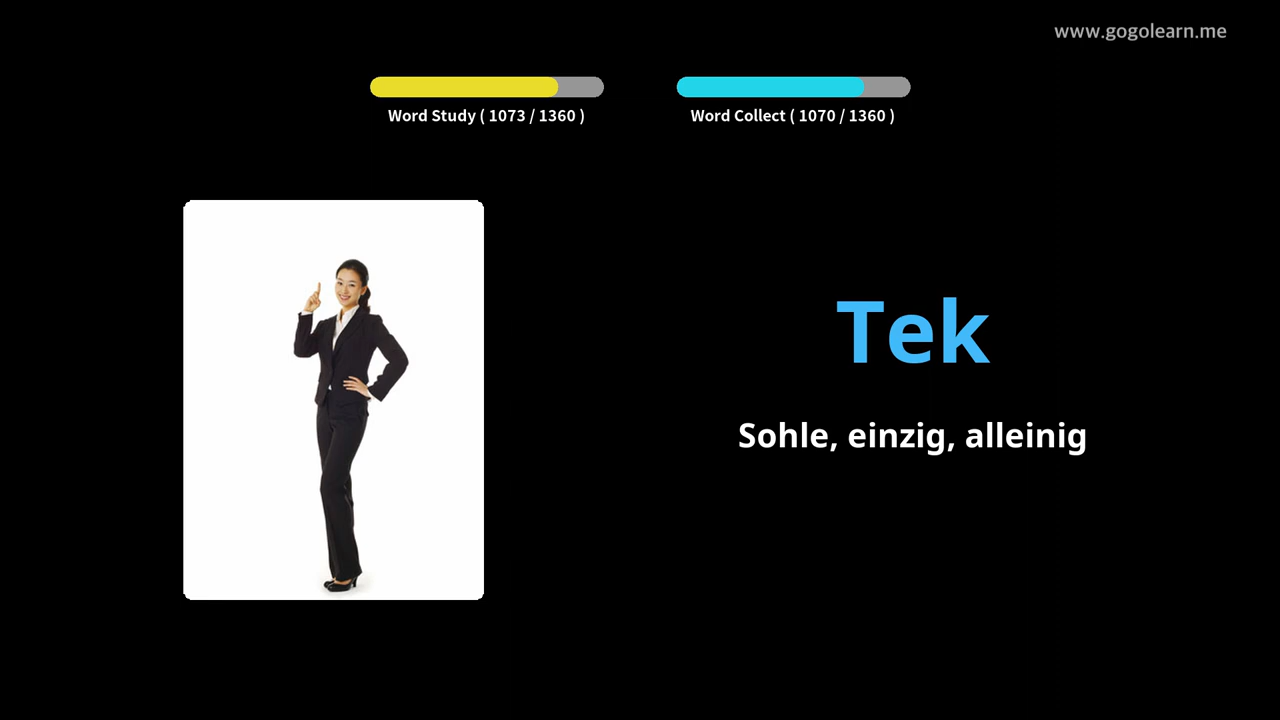 www.gogolearn.me
Word Study ( 1073 / 1360 )
Word Collect ( 1070 / 1360 )
Tek
Sohle, einzig, alleinig